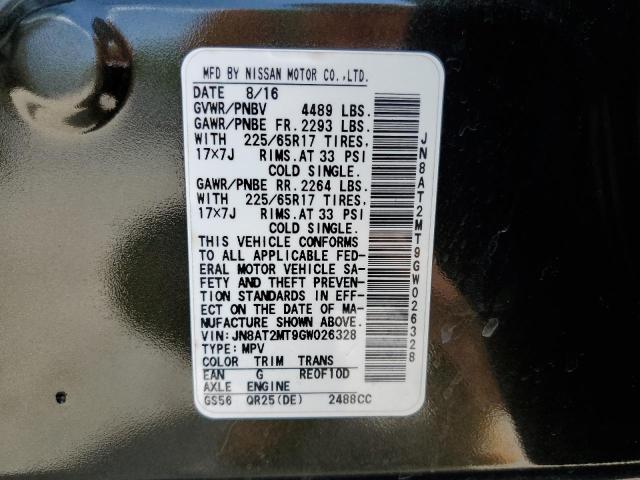 MFD BY NISSAN MOTOR CO.,LTD.
DATE 8/16
GVWR/PNBV 4489 LBS.
GAWR/PNBE FR. 2293 LBS.
WITH 225/65R17 TIRES,
17×7J RIMS.AT 33 PSI
COLD SINGLE.
GAWR/PNBE RR. 2264 LBS.
WITH 225/65R17 TIRES,
17×7J RIMS.AT 33 PSI
COLD SINGLE.
THIS VEHICLE CONFORMS
TO ALL APPLICABLE FED-
ERAL MOTOR VEHICLE SA-
FETY AND THEFT PREVEN-
TION STANDARDS IN EFF-
ECT ON THE DATE OF MA-
NUFACTURE SHOWN ABOVE.
VIN:JN8AT2MT9GW026328
TYPE:MPV
COLOR TRIM TRANS
EAN G RE0F10D
AXLE ENGINE
GS56 QR25(DE) 2488CC
JN8AT2MT9GW026328